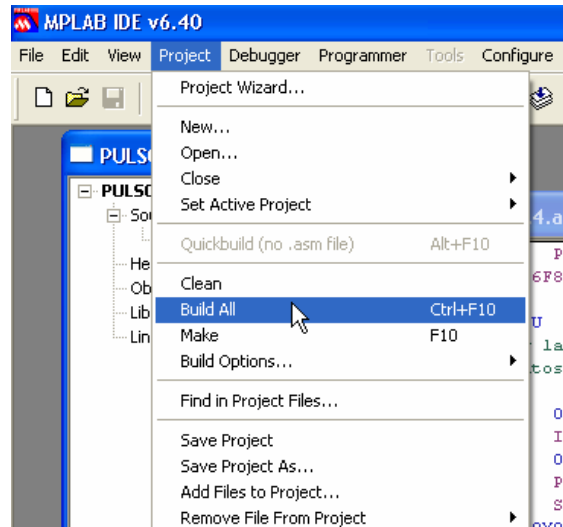 MPLAB IDE v6.40
File Edit View Project Debugger Programmer Tools Configure
Project Wizard...
New...
Open...
Close
Set Active Project
Quickbuild (no .asm file) Alt+F10
Clean
Build All Ctrl+F10
Make F10
Build Options...
Find in Project Files...
Save Project
Save Project As...
Add Files to Project...
Remove File From Project
PULS
PULSO
Sou
He
Ob
Lib
Lin
4.a
P
6F8
U
la
tos
O
I
O
P
S